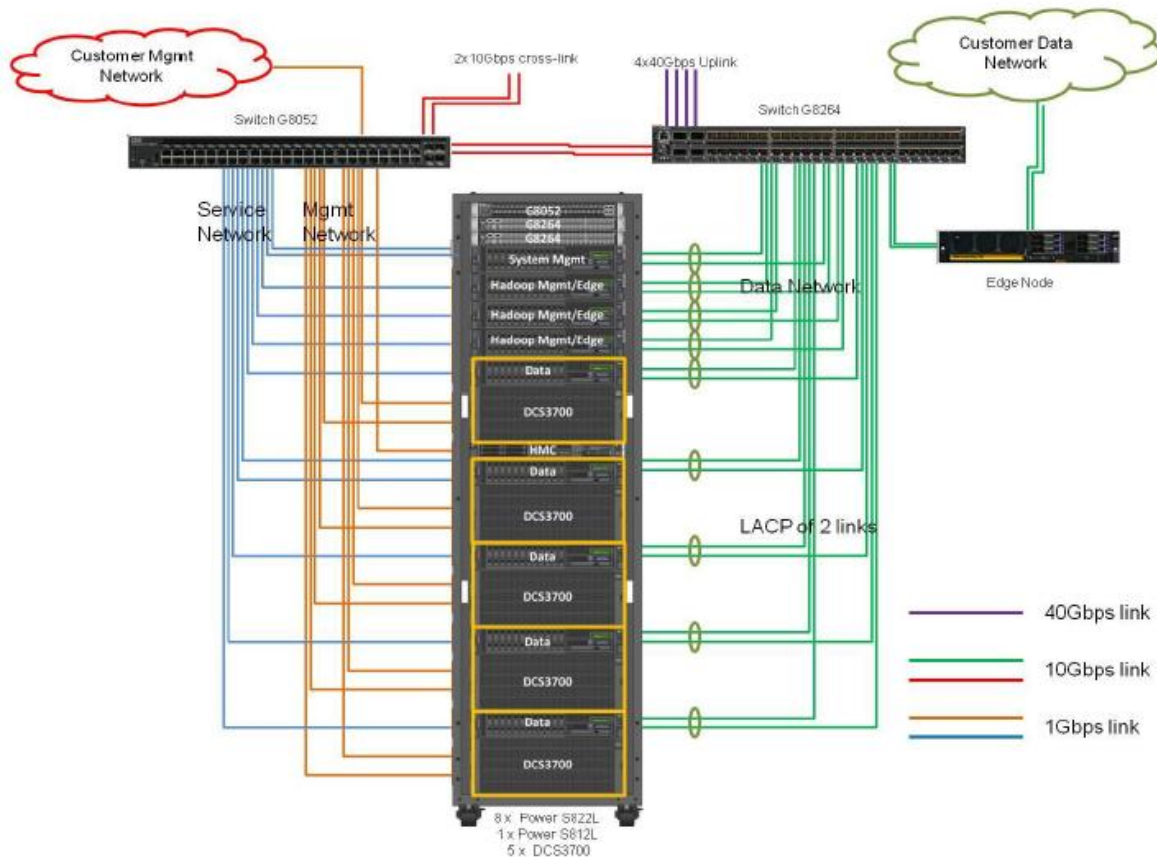 Customer Mgmt
Network
2x10Gbps cross-link
4x40Gbps Uplink
Customer Data
Network
Switch G8052
Switch G8264
Service
Network
Mgmt
Network
G8052
G8264
G8264
System Mgmt
Hadoop Mgmt/Edge
Hadoop Mgmt/Edge
Hadoop Mgmt/Edge
Data Network
Edge Node
Data
DCS3700
HMC
Data
DCS3700
LACP of 2 links
Data
DCS3700
Data
DCS3700
Data
DCS3700
40Gbps link
10Gbps link
1Gbps link
8 x Power S822L
1 x Power S812L
5 x DCS3700